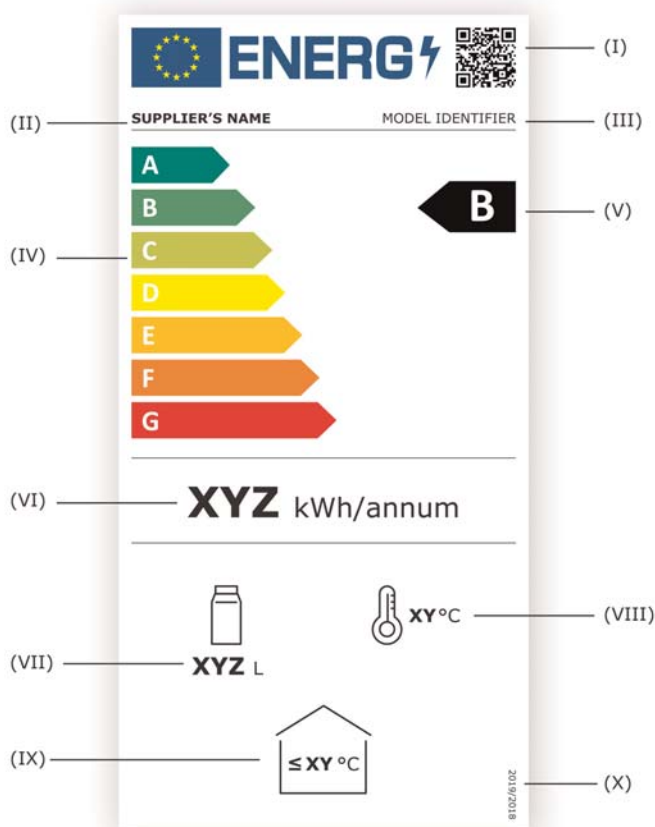 ENERG
(I)
(II)
SUPPLIER'S NAME
MODEL IDENTIFIER
(III)
A
B
B
(V)
(IV)
C
D
E
F
G
(VI)
XYZ kWh/annum
XY°C
(VIII)
(VII)
XYZ L
(IX)
≤ XY °C
2019/2018
(X)